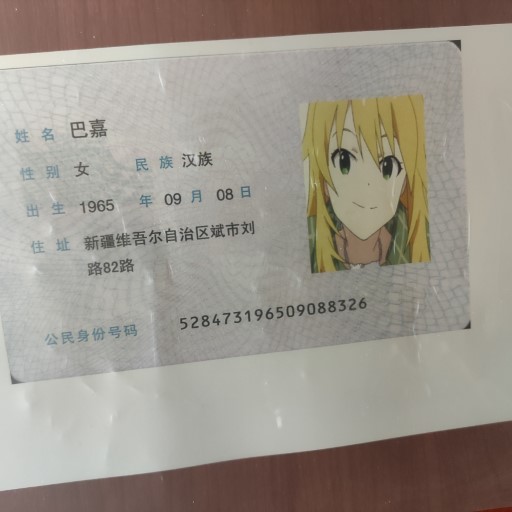 姓名 巴嘉
性别 女 民族 汉族
出生 1965 年 09 月 08 日
住址 新疆维吾尔自治区斌市刘
路82路
公民身份号码 528473196509088326